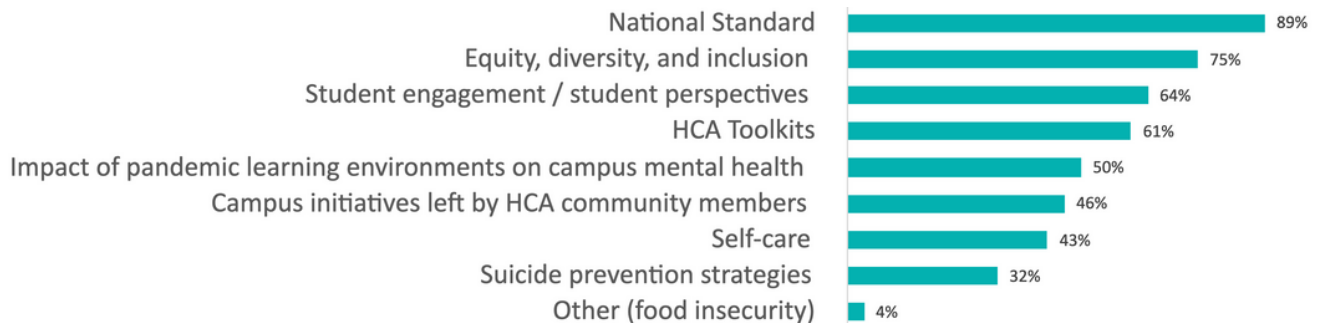 National Standard 89%
Equity, diversity, and inclusion 75%
Student engagement / student perspectives 64%
HCA Toolkits 61%
Impact of pandemic learning environments on campus mental health 50%
Campus initiatives left by HCA community members 46%
Self-care 43%
Suicide prevention strategies 32%
Other (food insecurity) 4%